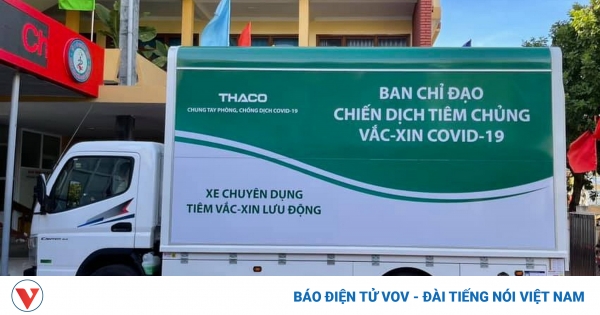 THACO
CHUNG TAY PHÒNG, CHỐNG DỊCH COVID-19
BAN CHỈ ĐẠO
CHIẾN DỊCH TIÊM CHỦNG
VẮC-XIN COVID-19
XE CHUYÊN DỤNG
TIÊM VẮC-XIN LƯU ĐỘNG
BÁO ĐIỆN TỬ VOV - ĐÀI TIẾNG NÓI VIỆT NAM